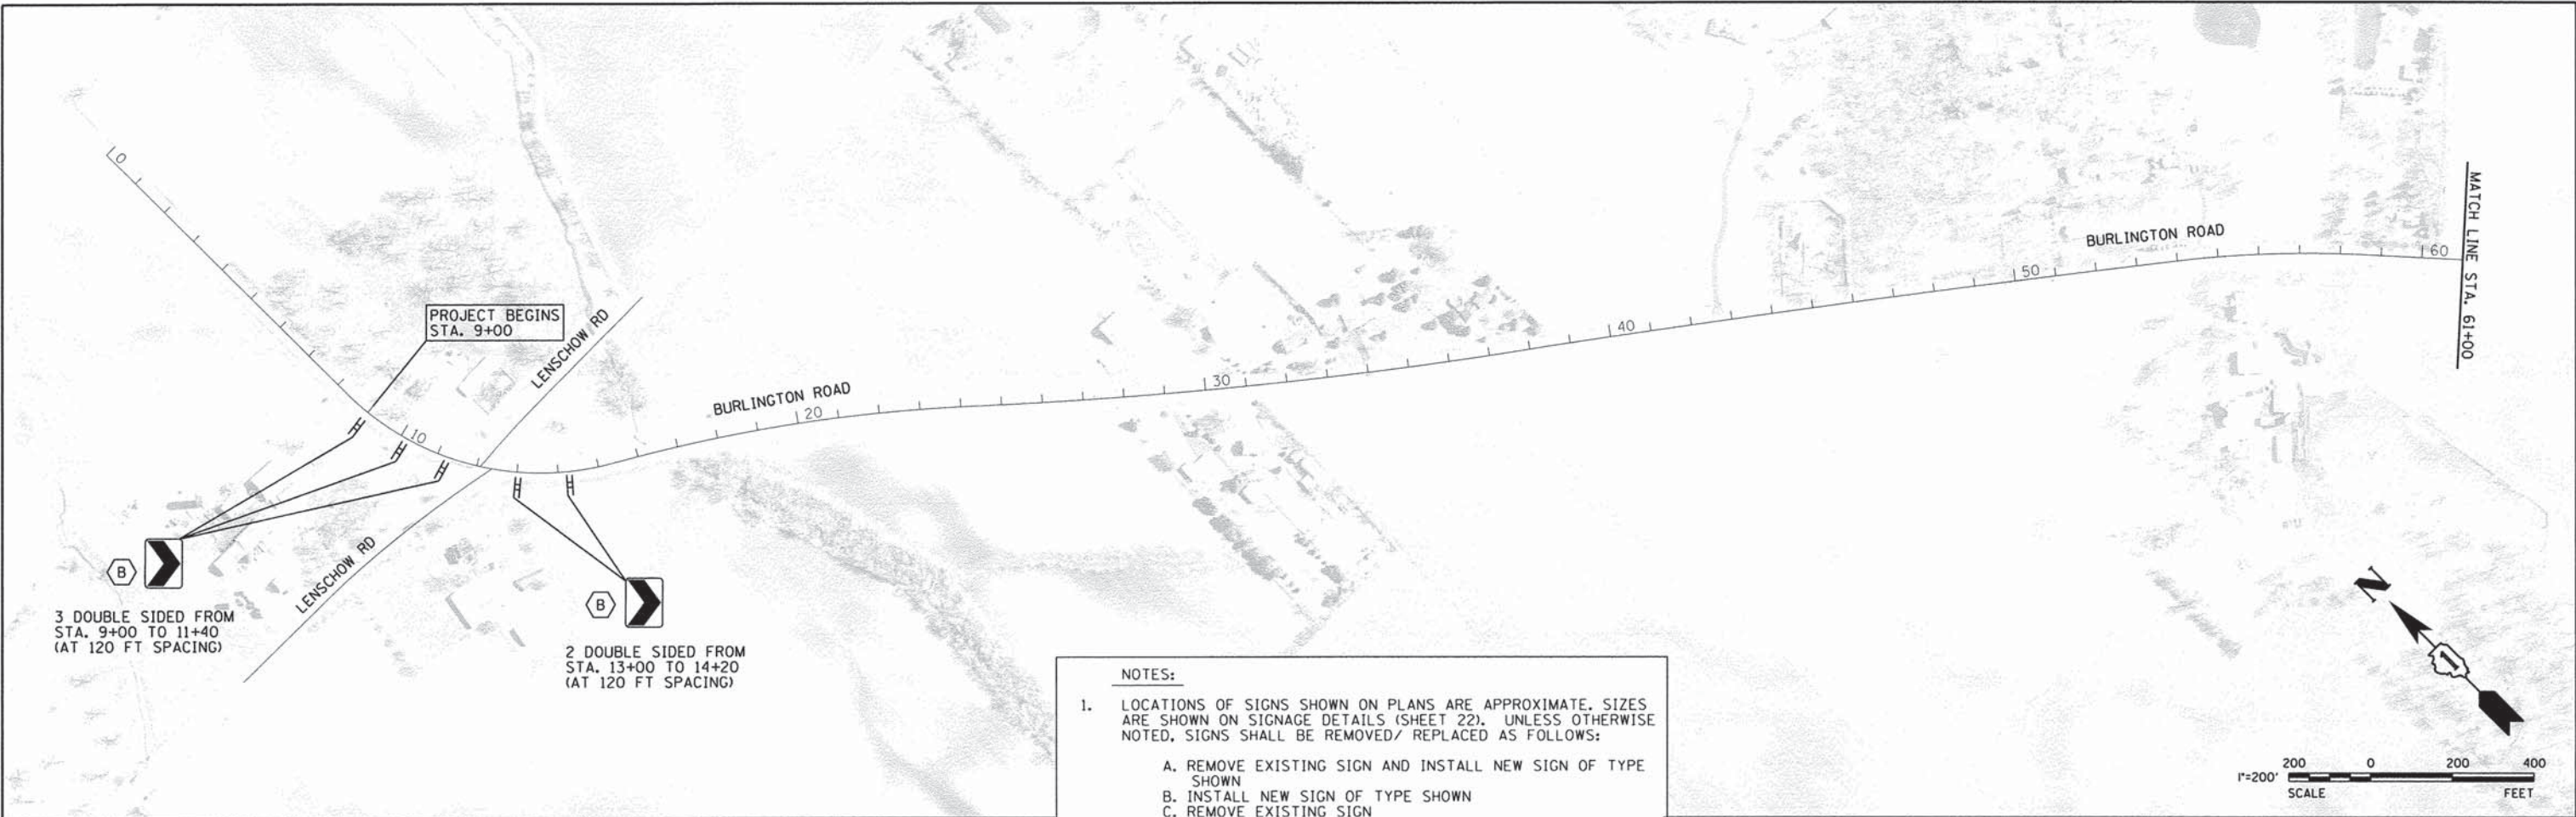 0
PROJECT BEGINS
STA. 9+00
LENSCHOW RD
10
BURLINGTON ROAD
20
30
40
50
BURLINGTON ROAD
60
MATCH LINE STA. 61+00
B
3 DOUBLE SIDED FROM
STA. 9+00 TO 11+40
(AT 120 FT SPACING)
LENSCHOW RD
B
2 DOUBLE SIDED FROM
STA. 13+00 TO 14+20
(AT 120 FT SPACING)
NOTES:
1. LOCATIONS OF SIGNS SHOWN ON PLANS ARE APPROXIMATE. SIZES
ARE SHOWN ON SIGNAGE DETAILS (SHEET 22). UNLESS OTHERWISE
NOTED, SIGNS SHALL BE REMOVED/ REPLACED AS FOLLOWS:
A. REMOVE EXISTING SIGN AND INSTALL NEW SIGN OF TYPE
SHOWN
B. INSTALL NEW SIGN OF TYPE SHOWN
C. REMOVE EXISTING SIGN
N
1
200 0 200 400
1"=200'
SCALE FEET